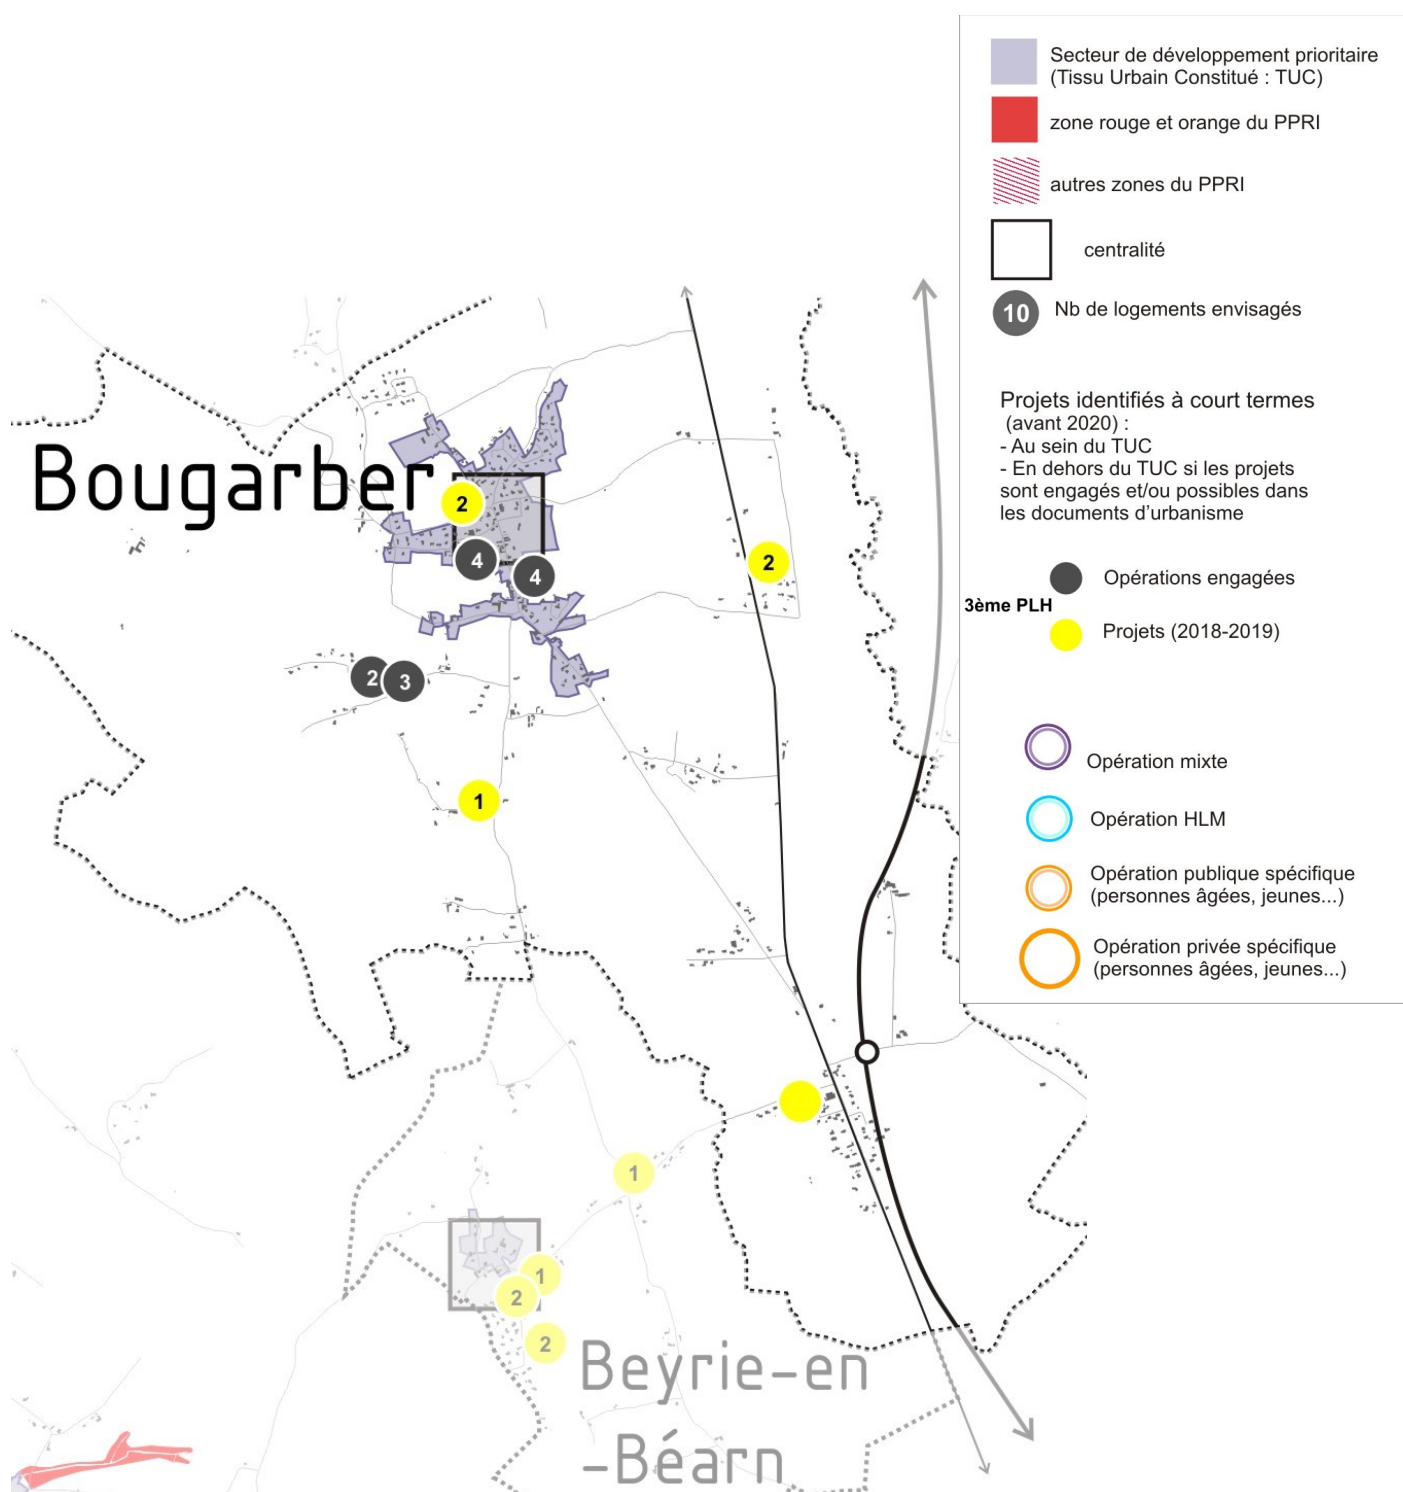 Secteur de développement prioritaire
(Tissu Urbain Constitué : TUC)
zone rouge et orange du PPRI
autres zones du PPRI
centralité
10
Nb de logements envisagés
Projets identifiés à court termes
(avant 2020) :
- Au sein du TUC
- En dehors du TUC si les projets
sont engagés et/ou possibles dans
les documents d'urbanisme
Opérations engagées
3ème PLH
Projets (2018-2019)
Opération mixte
Opération HLM
Opération publique spécifique
(personnes âgées, jeunes...)
Opération privée spécifique
(personnes âgées, jeunes...)
Bougarber
2
4
4
2
2
3
1
1
1
2
2
Beyrie-en
-Béarn